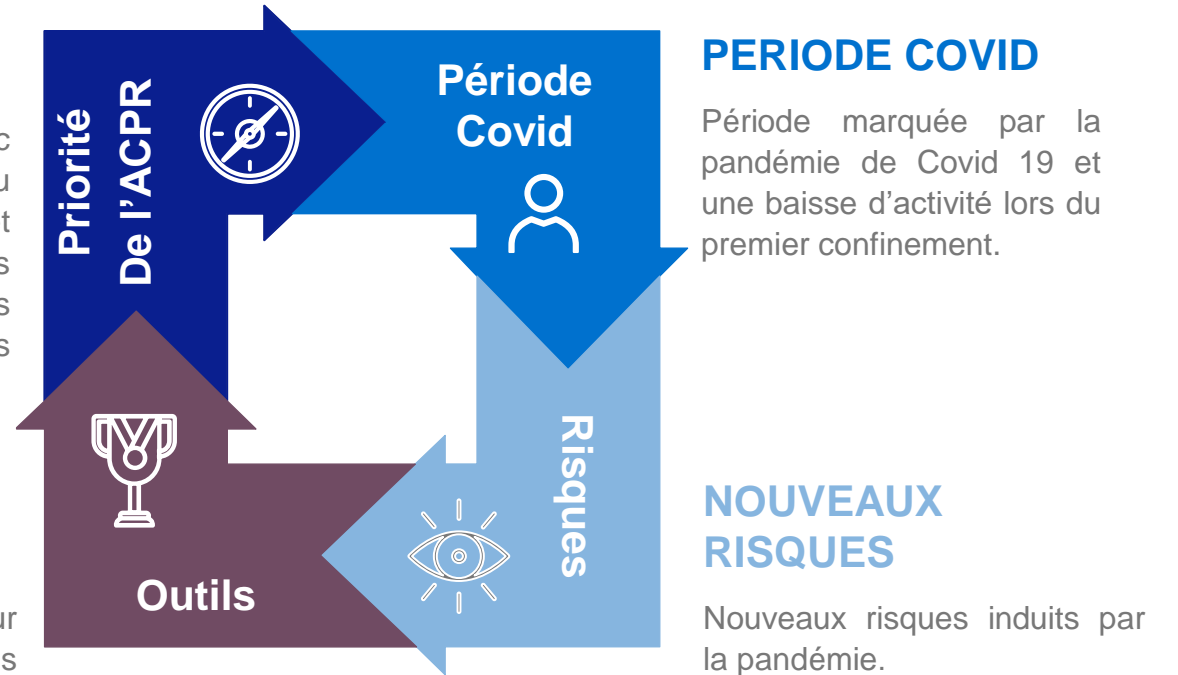 Priorité
De l’ACPR
Période
Covid
Risques
Outils
PERIODE COVID
Période marquée par la
pandémie de Covid 19 et
une baisse d’activité lors du
premier confinement.
NOUVEAUX
RISQUES
Nouveaux risques induits par
la pandémie.